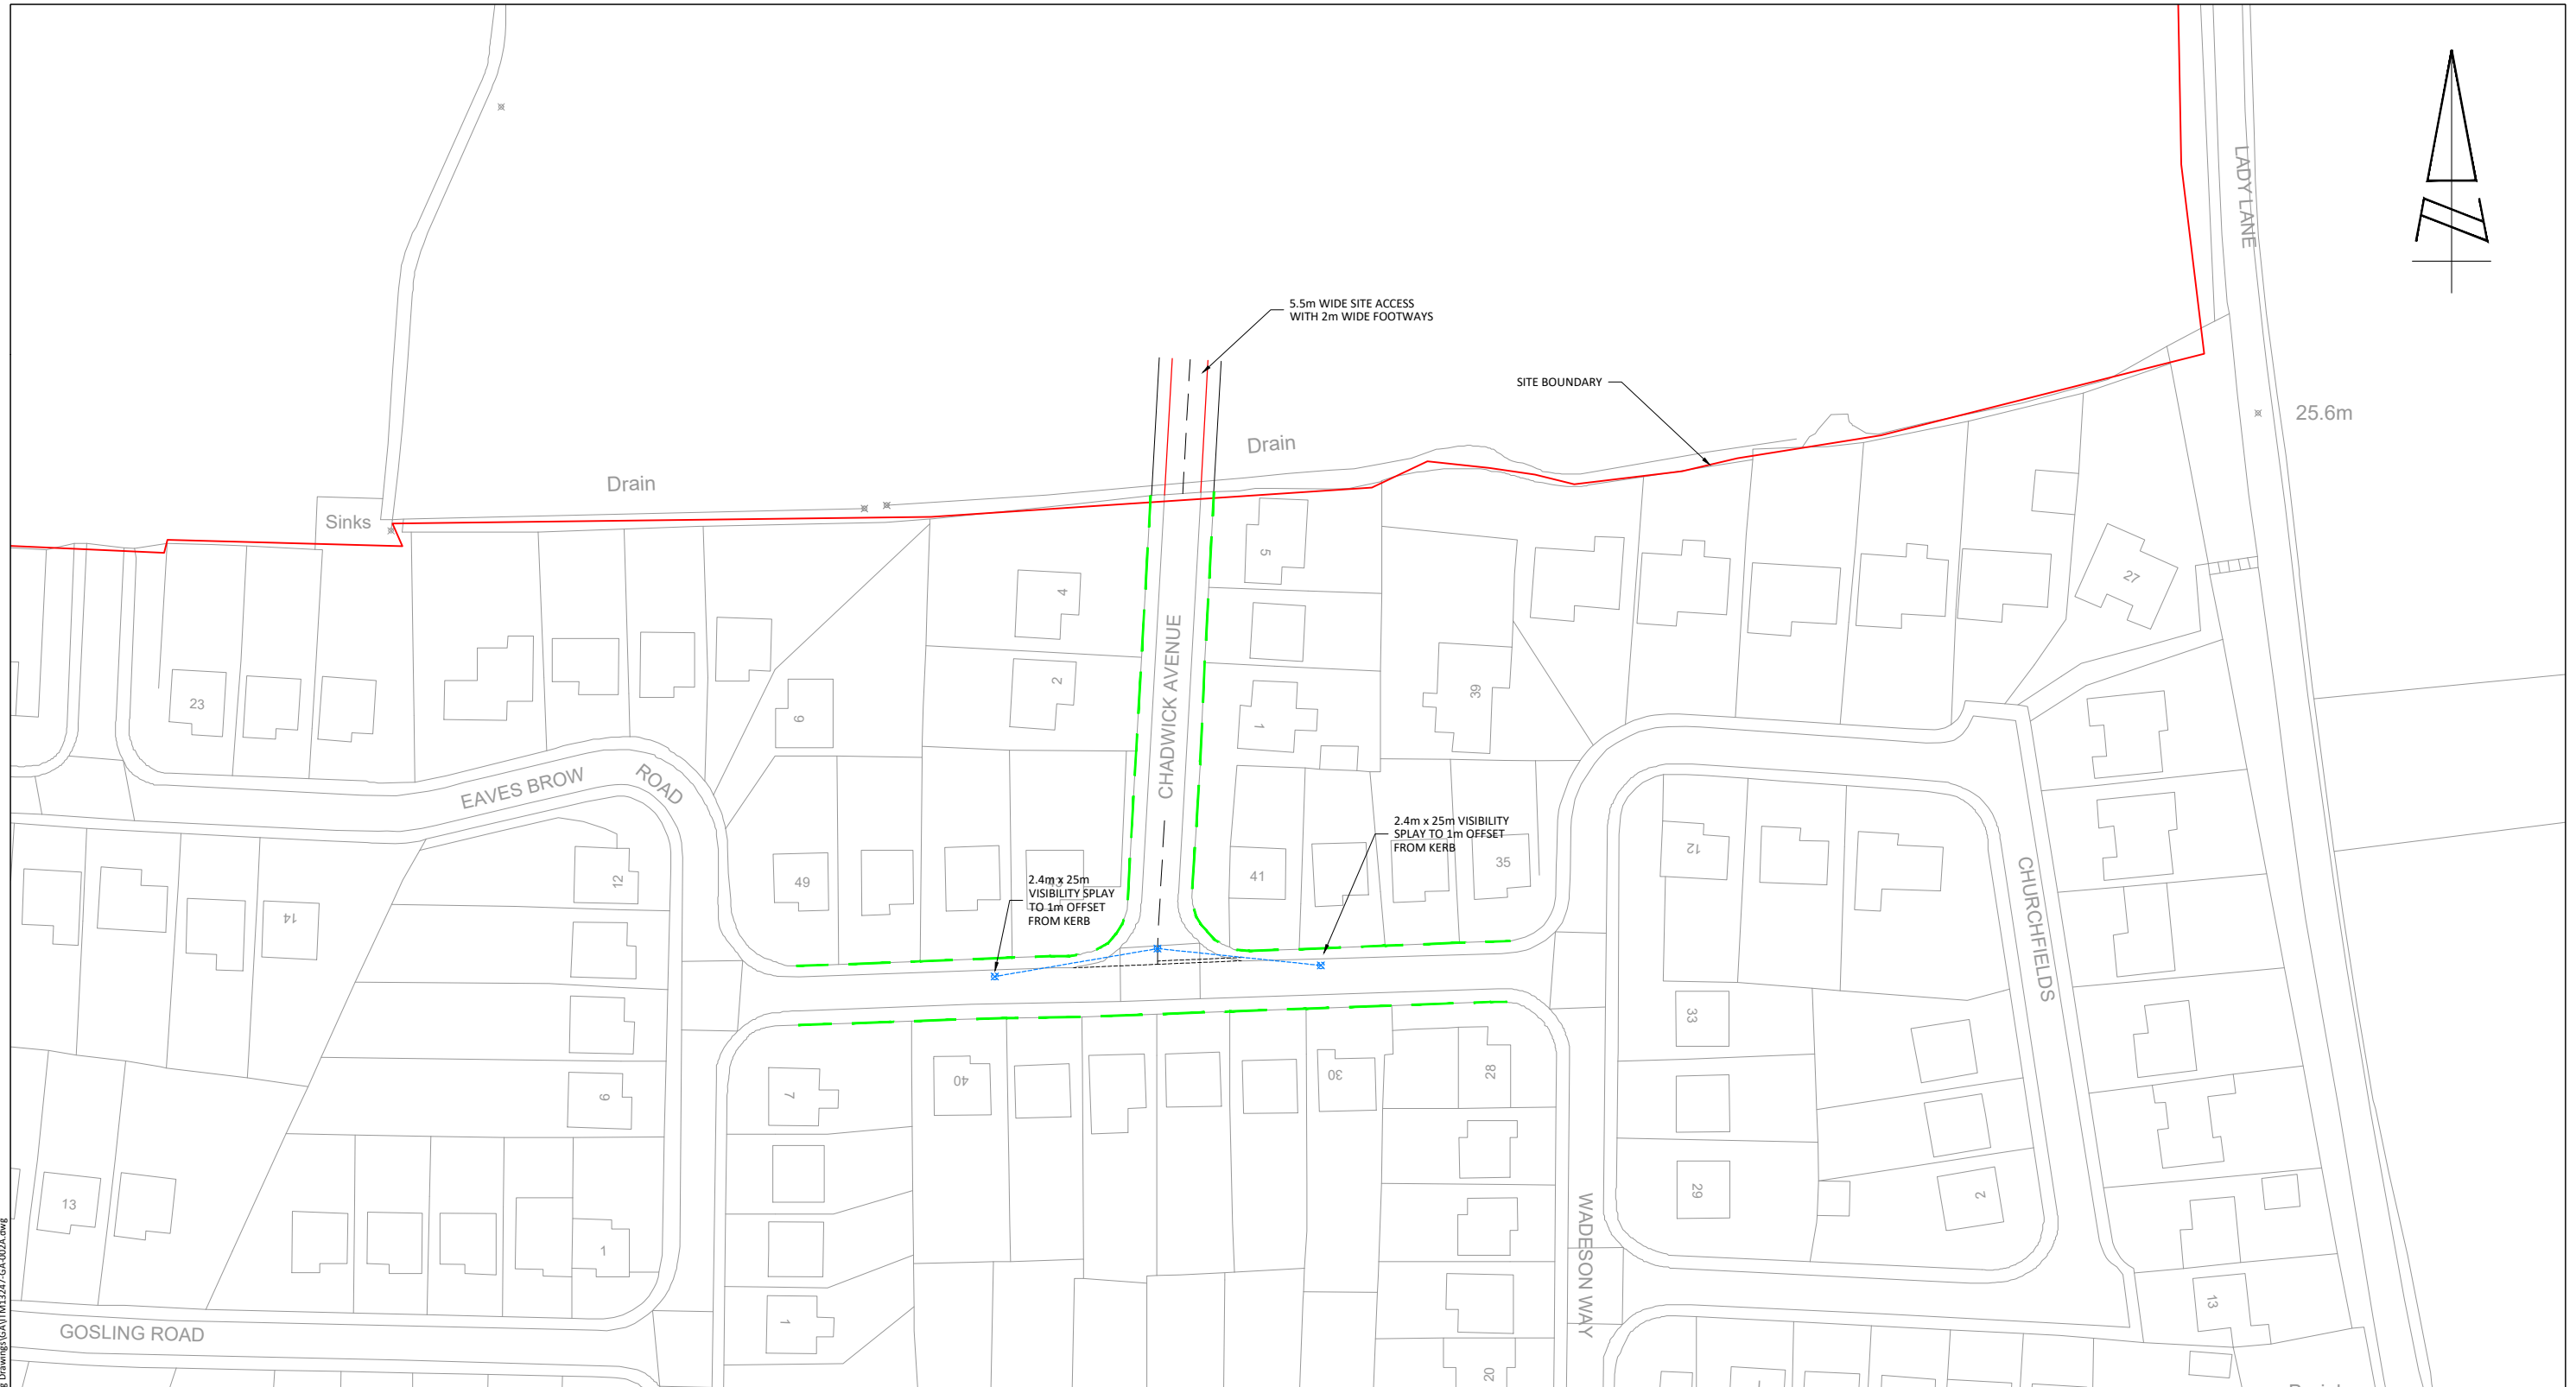 LADY LANE
5.5m WIDE SITE ACCESS
WITH 2m WIDE FOOTWAYS
SITE BOUNDARY
25.6m
Drain
Drain
Sinks
5
4
27
2
39
1
23
9
CHADWICK AVENUE
EAVES BROW
ROAD
2.4m x 25m VISIBILITY
SPLAY TO 1m OFFSET
FROM KERB
12
35
41
49
12
2.4m x 25m
VISIBILITY SPLAY
TO 1m OFFSET
FROM KERB
14
CHURCHFIELDS
33
28
30
40
7
9
29
2
13
WADESON WAY
1
13
1
GOSLING ROAD
20